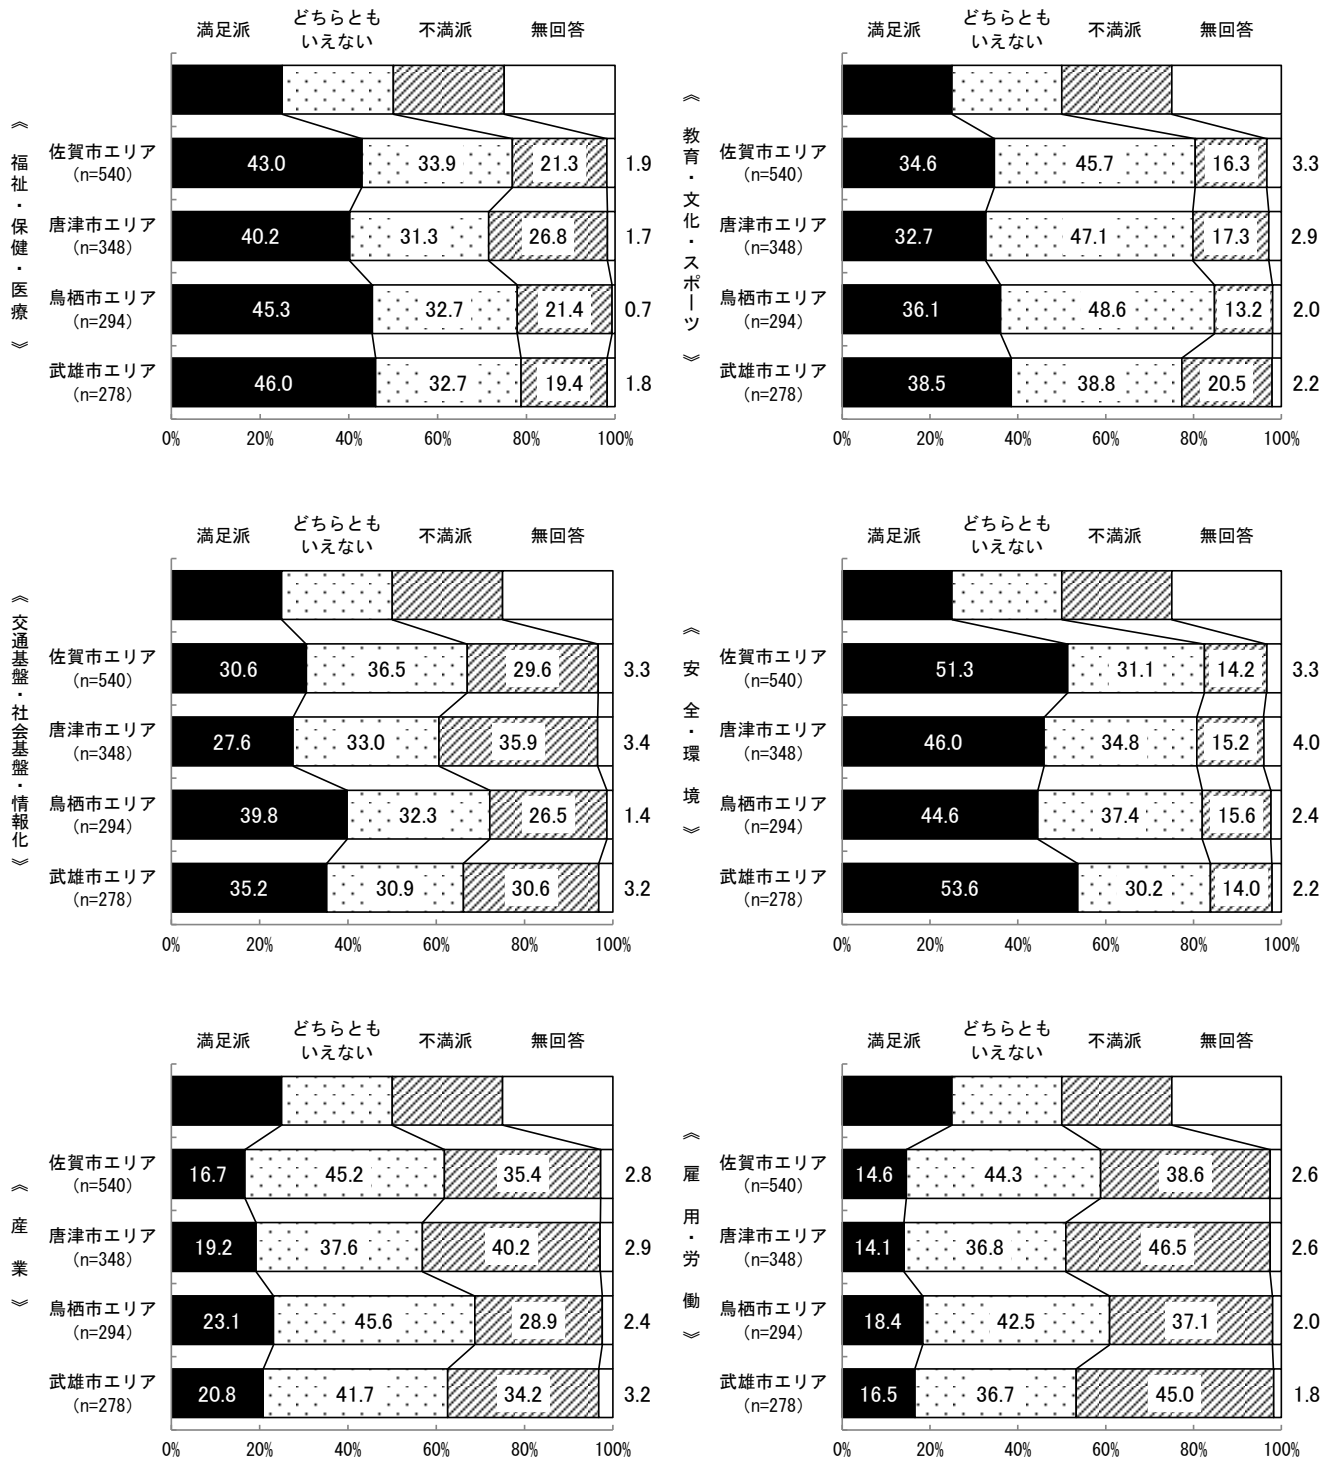 満足派
どちらとも
いえない
不満派
無回答
《 福祉・保健・医療 》
佐賀市エリア
(n=540)
43.0 33.9 21.3 1.9
唐津市エリア
(n=348)
40.2 31.3 26.8 1.7
鳥栖市エリア
(n=294)
45.3 32.7 21.4 0.7
武雄市エリア
(n=278)
46.0 32.7 19.4 1.8
0% 20% 40% 60% 80% 100%
《 教育・文化・スポーツ 》
佐賀市エリア
(n=540)
34.6 45.7 16.3 3.3
唐津市エリア
(n=348)
32.7 47.1 17.3 2.9
鳥栖市エリア
(n=294)
36.1 48.6 13.2 2.0
武雄市エリア
(n=278)
38.5 38.8 20.5 2.2
0% 20% 40% 60% 80% 100%
満足派
どちらとも
いえない
不満派
無回答
《 交通基盤・社会基盤・情報化 》
佐賀市エリア
(n=540)
30.6 36.5 29.6 3.3
唐津市エリア
(n=348)
27.6 33.0 35.9 3.4
鳥栖市エリア
(n=294)
39.8 32.3 26.5 1.4
武雄市エリア
(n=278)
35.2 30.9 30.6 3.2
0% 20% 40% 60% 80% 100%
満足派
どちらとも
いえない
不満派
無回答
《 安全・環境 》
佐賀市エリア
(n=540)
51.3 31.1 14.2 3.3
唐津市エリア
(n=348)
46.0 34.8 15.2 4.0
鳥栖市エリア
(n=294)
44.6 37.4 15.6 2.4
武雄市エリア
(n=278)
53.6 30.2 14.0 2.2
0% 20% 40% 60% 80% 100%
満足派
どちらとも
いえない
不満派
無回答
《 産業 》
佐賀市エリア
(n=540)
16.7 45.2 35.4 2.8
唐津市エリア
(n=348)
19.2 37.6 40.2 2.9
鳥栖市エリア
(n=294)
23.1 45.6 28.9 2.4
武雄市エリア
(n=278)
20.8 41.7 34.2 3.2
0% 20% 40% 60% 80% 100%
満足派
どちらとも
いえない
不満派
無回答
《 雇用・労働 》
佐賀市エリア
(n=540)
14.6 44.3 38.6 2.6
唐津市エリア
(n=348)
14.1 36.8 46.5 2.6
鳥栖市エリア
(n=294)
18.4 42.5 37.1 2.0
武雄市エリア
(n=278)
16.5 36.7 45.0 1.8
0% 20% 40% 60% 80% 100%
満足派
どちらとも
いえない
不満派
無回答